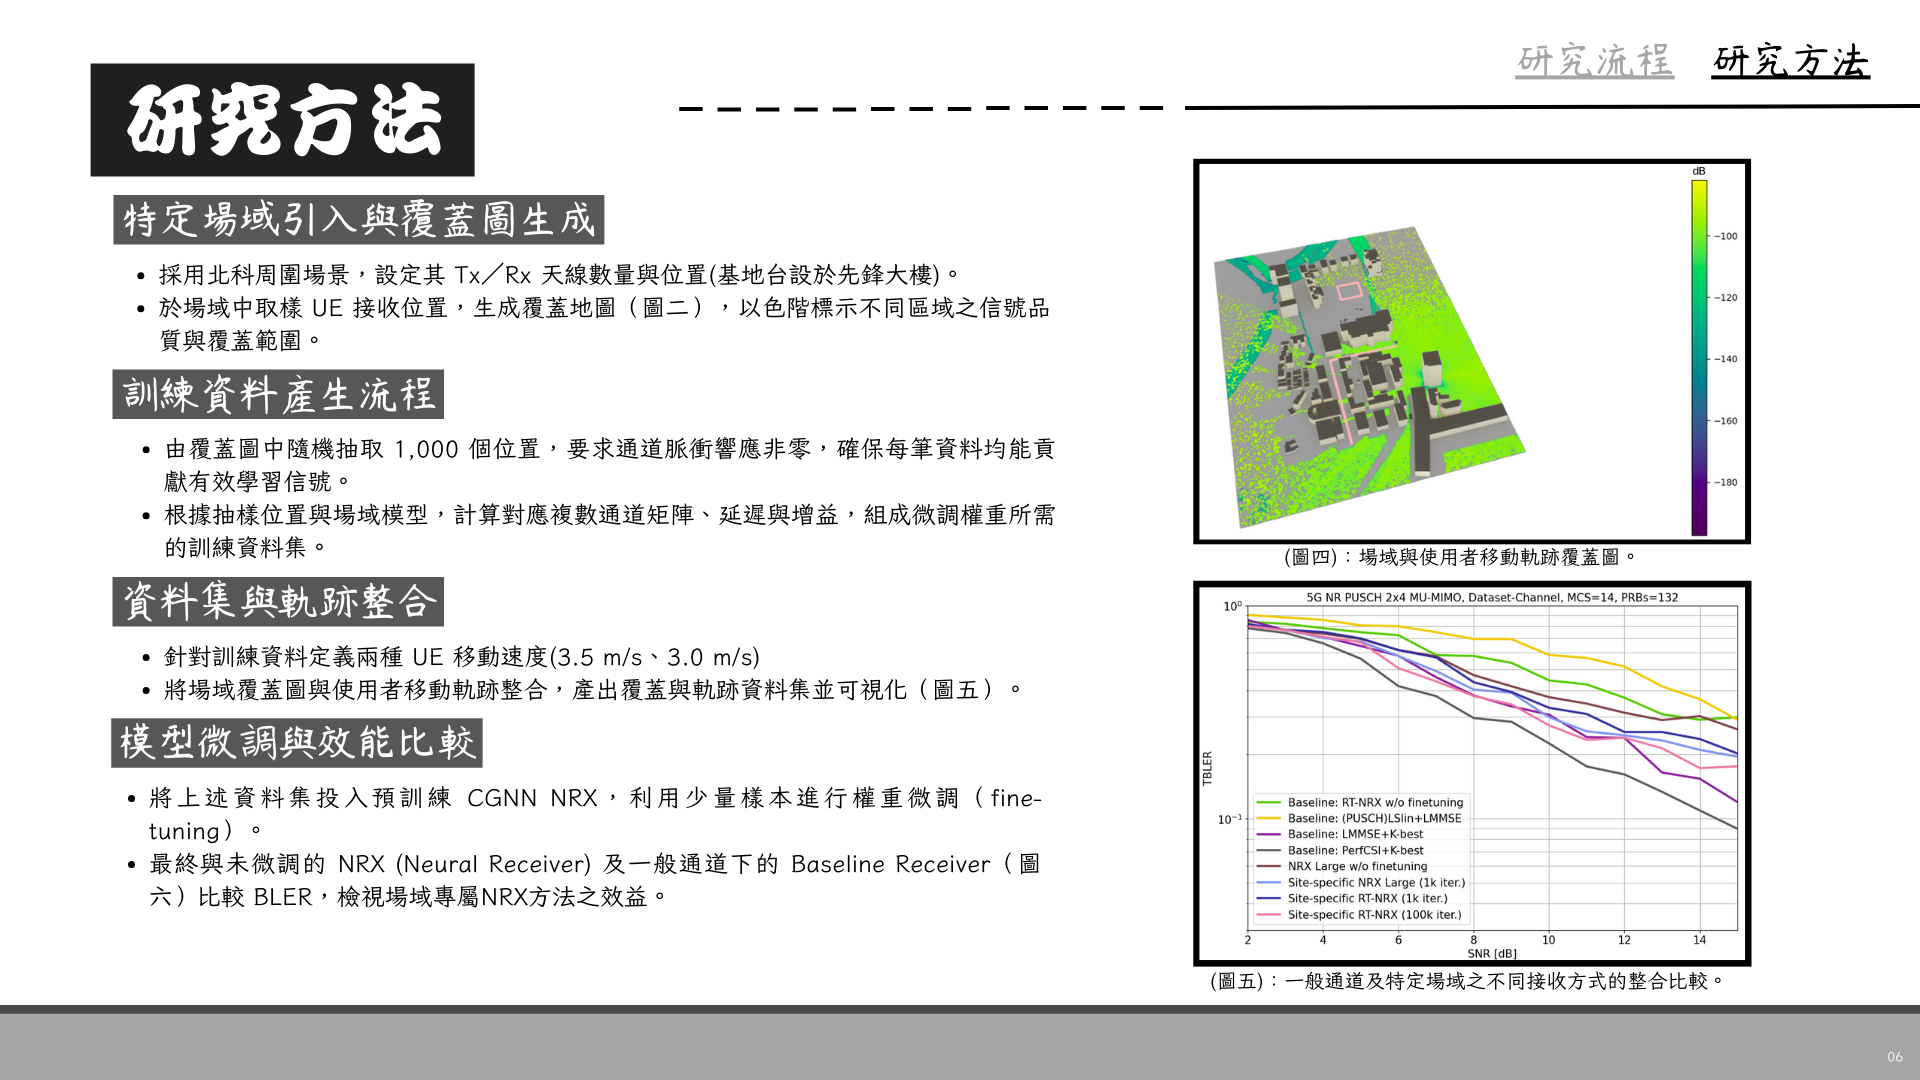 研究流程 研究方法
研究方法
特定場域引入與覆蓋圖生成
• 採用北科周圍場景，設定其 Tx／Rx 天線數量與位置(基地台設於先鋒大樓)。
• 於場域中取樣 UE 接收位置，生成覆蓋地圖（圖二），以色階標示不同區域之信號品
質與覆蓋範圍。
訓練資料產生流程
• 由覆蓋圖中隨機抽取 1,000 個位置，要求通道脈衝響應非零，確保每筆資料均能貢
獻有效學習信號。
• 根據抽樣位置與場域模型，計算對應複數通道矩陣、延遲與增益，組成微調權重所需
的訓練資料集。
資料集與軌跡整合
• 針對訓練資料定義兩種 UE 移動速度(3.5 m/s、3.0 m/s)
• 將場域覆蓋圖與使用者移動軌跡整合，產出覆蓋與軌跡資料集並可視化（圖五）。
模型微調與效能比較
• 將上述資料集投入預訓練 CGNN NRX，利用少量樣本進行權重微調（fine-
tuning）。
• 最終與未微調的 NRX (Neural Receiver) 及一般通道下的 Baseline Receiver（圖
六）比較 BLER，檢視場域專屬NRX方法之效益。
dB
−100
−120
−140
−160
−180
(圖四)：場域與使用者移動軌跡覆蓋圖。
5G NR PUSCH 2x4 MU-MIMO, Dataset-Channel, MCS=14, PRBs=132
10⁰
TBLER
10⁻¹
Baseline: RT-NRX w/o finetuning
Baseline: (PUSCH)LSlin+LMMSE
Baseline: LMMSE+K-best
Baseline: PerfCSI+K-best
NRX Large w/o finetuning
Site-specific NRX Large (1k iter.)
Site-specific RT-NRX (1k iter.)
Site-specific RT-NRX (100k iter.)
2 4 6 8 10 12 14
SNR [dB]
(圖五)：一般通道及特定場域之不同接收方式的整合比較。
06